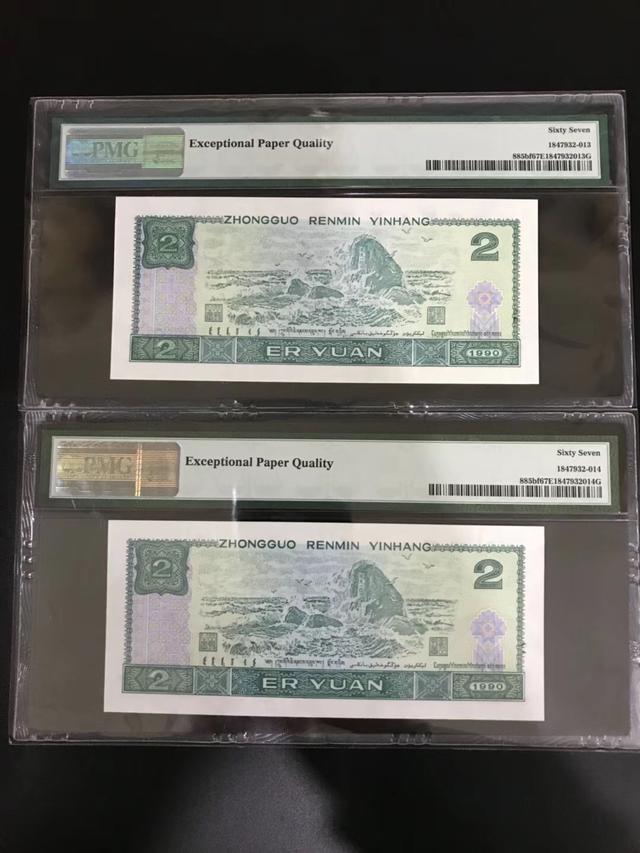 PMG
Exceptional Paper Quality
Sixty Seven
1847932-013
885bf67E1847932013G
ZHONGGUO RENMIN YINHANG
2
2
2
ER YUAN
1990
PMG
Exceptional Paper Quality
Sixty Seven
1847932-014
885bf67E1847932014G
ZHONGGUO RENMIN YINHANG
2
2
2
ER YUAN
1990